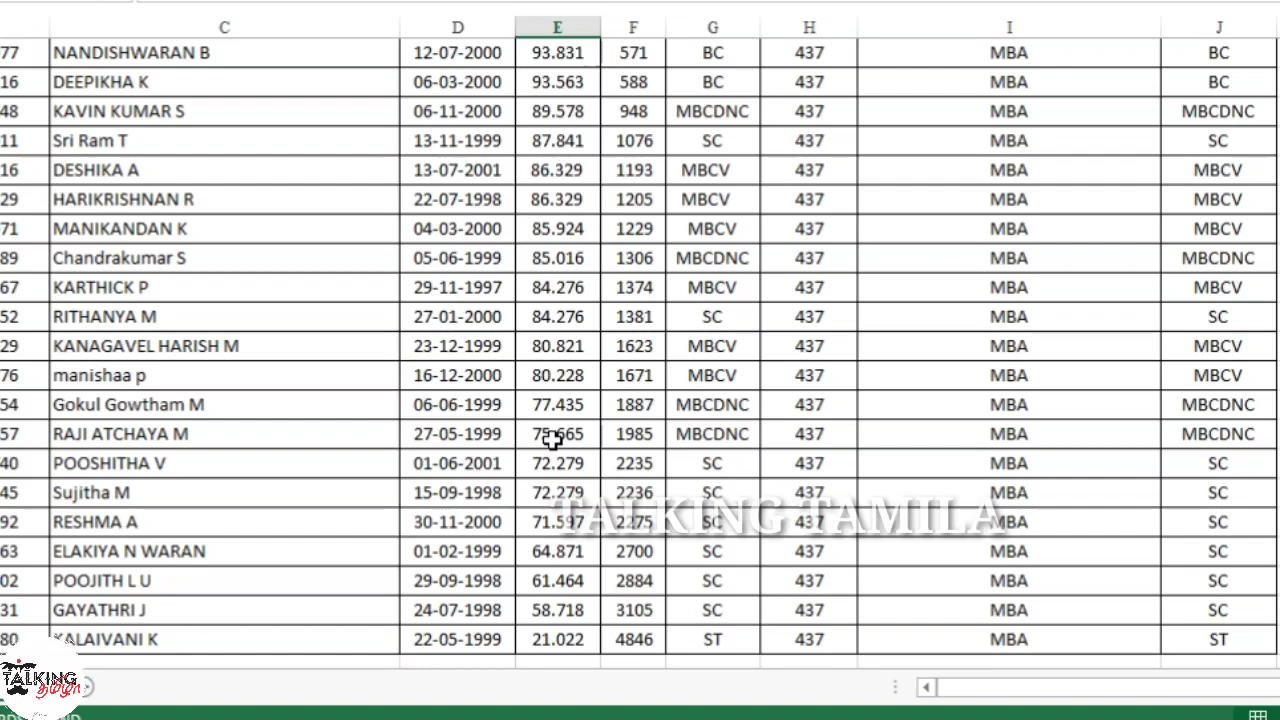 C D E F G H I J
77 NANDISHWARAN B 12-07-2000 93.831 571 BC 437 MBA BC
16 DEEPIKHA K 06-03-2000 93.563 588 BC 437 MBA BC
48 KAVIN KUMAR S 06-11-2000 89.578 948 MBCDNC 437 MBA MBCDNC
11 Sri Ram T 13-11-1999 87.841 1076 SC 437 MBA SC
16 DESHIKA A 13-07-2001 86.329 1193 MBCV 437 MBA MBCV
29 HARIKRISHNAN R 22-07-1998 86.329 1205 MBCV 437 MBA MBCV
71 MANIKANDAN K 04-03-2000 85.924 1229 MBCV 437 MBA MBCV
89 Chandrakumar S 05-06-1999 85.016 1306 MBCDNC 437 MBA MBCDNC
67 KARTHICK P 29-11-1997 84.276 1374 MBCV 437 MBA MBCV
52 RITHANYA M 27-01-2000 84.276 1381 SC 437 MBA SC
29 KANAGAVEL HARISH M 23-12-1999 80.821 1623 MBCV 437 MBA MBCV
76 manishaa p 16-12-2000 80.228 1671 MBCV 437 MBA MBCV
54 Gokul Gowtham M 06-06-1999 77.435 1887 MBCDNC 437 MBA MBCDNC
57 RAJI ATCHAYA M 27-05-1999 1985 MBCDNC 437 MBA MBCDNC
40 POOSHITHA V 01-06-2001 72.279 2235 SC 437 MBA SC
45 Sujitha M 15-09-1998 72.279 2236 SC 437 MBA SC
92 RESHMA A 30-11-2000 71.597 2275 SC 437 MBA SC
TALKING TAMILA
63 ELAKIYA N WARAN 01-02-1999 64.871 2700 SC 437 MBA SC
02 POOJITH L U 29-09-1998 61.464 2884 SC 437 MBA SC
31 GAYATHRI J 24-07-1998 58.718 3105 SC 437 MBA SC
80 KALAIVANI K 22-05-1999 21.022 4846 ST 437 MBA ST
TALKING
தமிழா